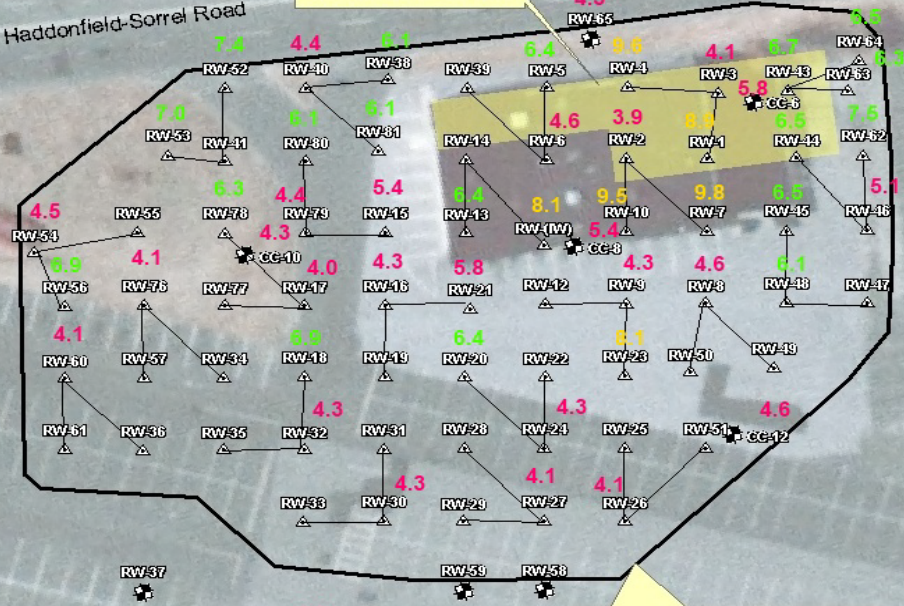 Haddonfield-Sorrel Road
4.3
RW-65
6.5
7.4
4.4
6.1
6.4
9.6
4.1
6.7
RW-64
6.3
RW-52
RW-40
RW-38
RW-39
RW-5
RW-4
RW-3
RW-43
RW-63
5.8
CC-6
7.0
6.1
6.1
4.6
3.9
6.5
7.5
RW-53
RW-41
RW-80
RW-81
RW-14
RW-6
RW-2
RW-1
RW-44
RW-62
6.3
4.4
5.4
6.4
8.1
9.5
9.8
6.5
5.1
4.5
RW-55
RW-78
RW-79
RW-15
RW-13
RW-(IW)
RW-10
RW-7
RW-45
RW-46
RW-54
4.3
CC-10
5.4
CC-8
6.9
4.1
4.0
4.3
5.8
4.3
4.6
6.1
RW-56
RW-76
RW-77
RW-17
RW-16
RW-21
RW-12
RW-9
RW-8
RW-48
RW-47
4.1
6.9
6.4
8.1
RW-60
RW-57
RW-34
RW-18
RW-19
RW-20
RW-22
RW-23
RW-50
RW-49
4.3
4.3
4.6
RW-61
RW-36
RW-35
RW-32
RW-31
RW-28
RW-24
RW-25
RW-51
CC-12
4.3
4.1
4.1
RW-33
RW-30
RW-29
RW-27
RW-26
RW-37
RW-59
RW-58